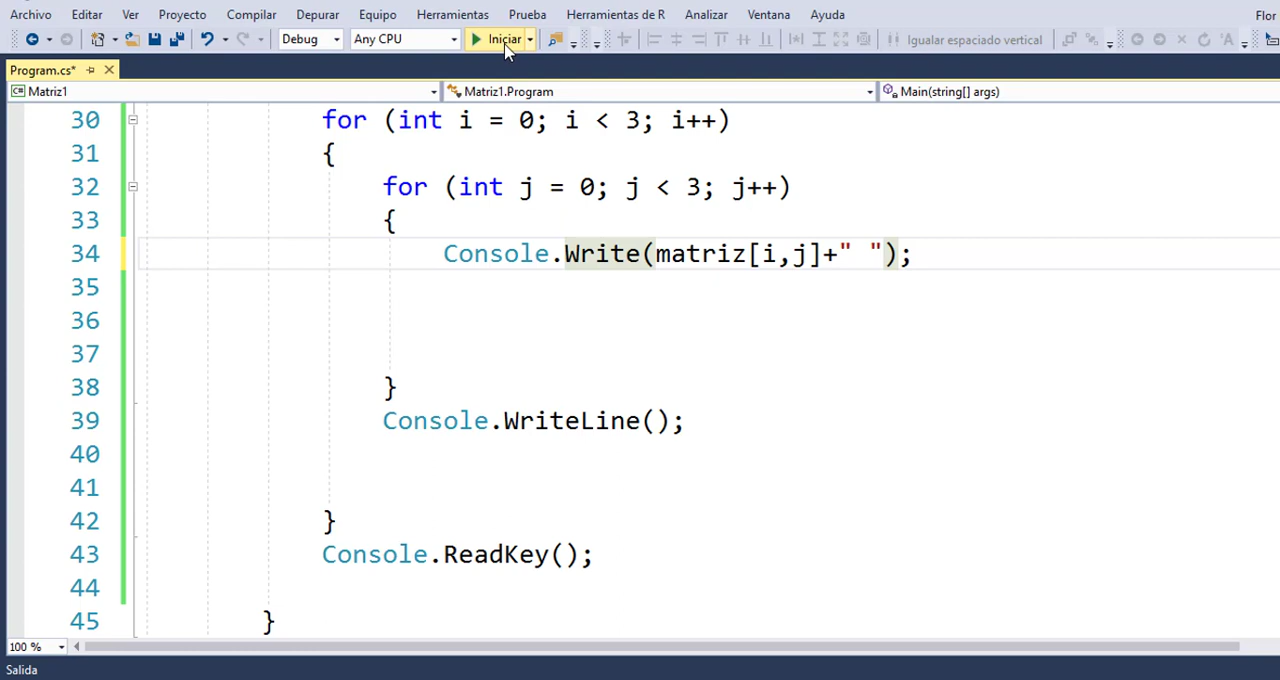 Archivo Editar Ver Proyecto Compilar Depurar Equipo Herramientas Prueba Herramientas de R Analizar Ventana Ayuda Flor
Debug Any CPU Iniciar Igualar espaciado vertical
Program.cs*
C# Matriz1 Matriz1.Program Main(string[] args)
30 for (int i = 0; i < 3; i++)
31 {
32 for (int j = 0; j < 3; j++)
33 {
34 Console.Write(matriz[i,j]+" ");
35
36
37
38 }
39 Console.WriteLine();
40
41
42 }
43 Console.ReadKey();
44
45 }
100 %
Salida